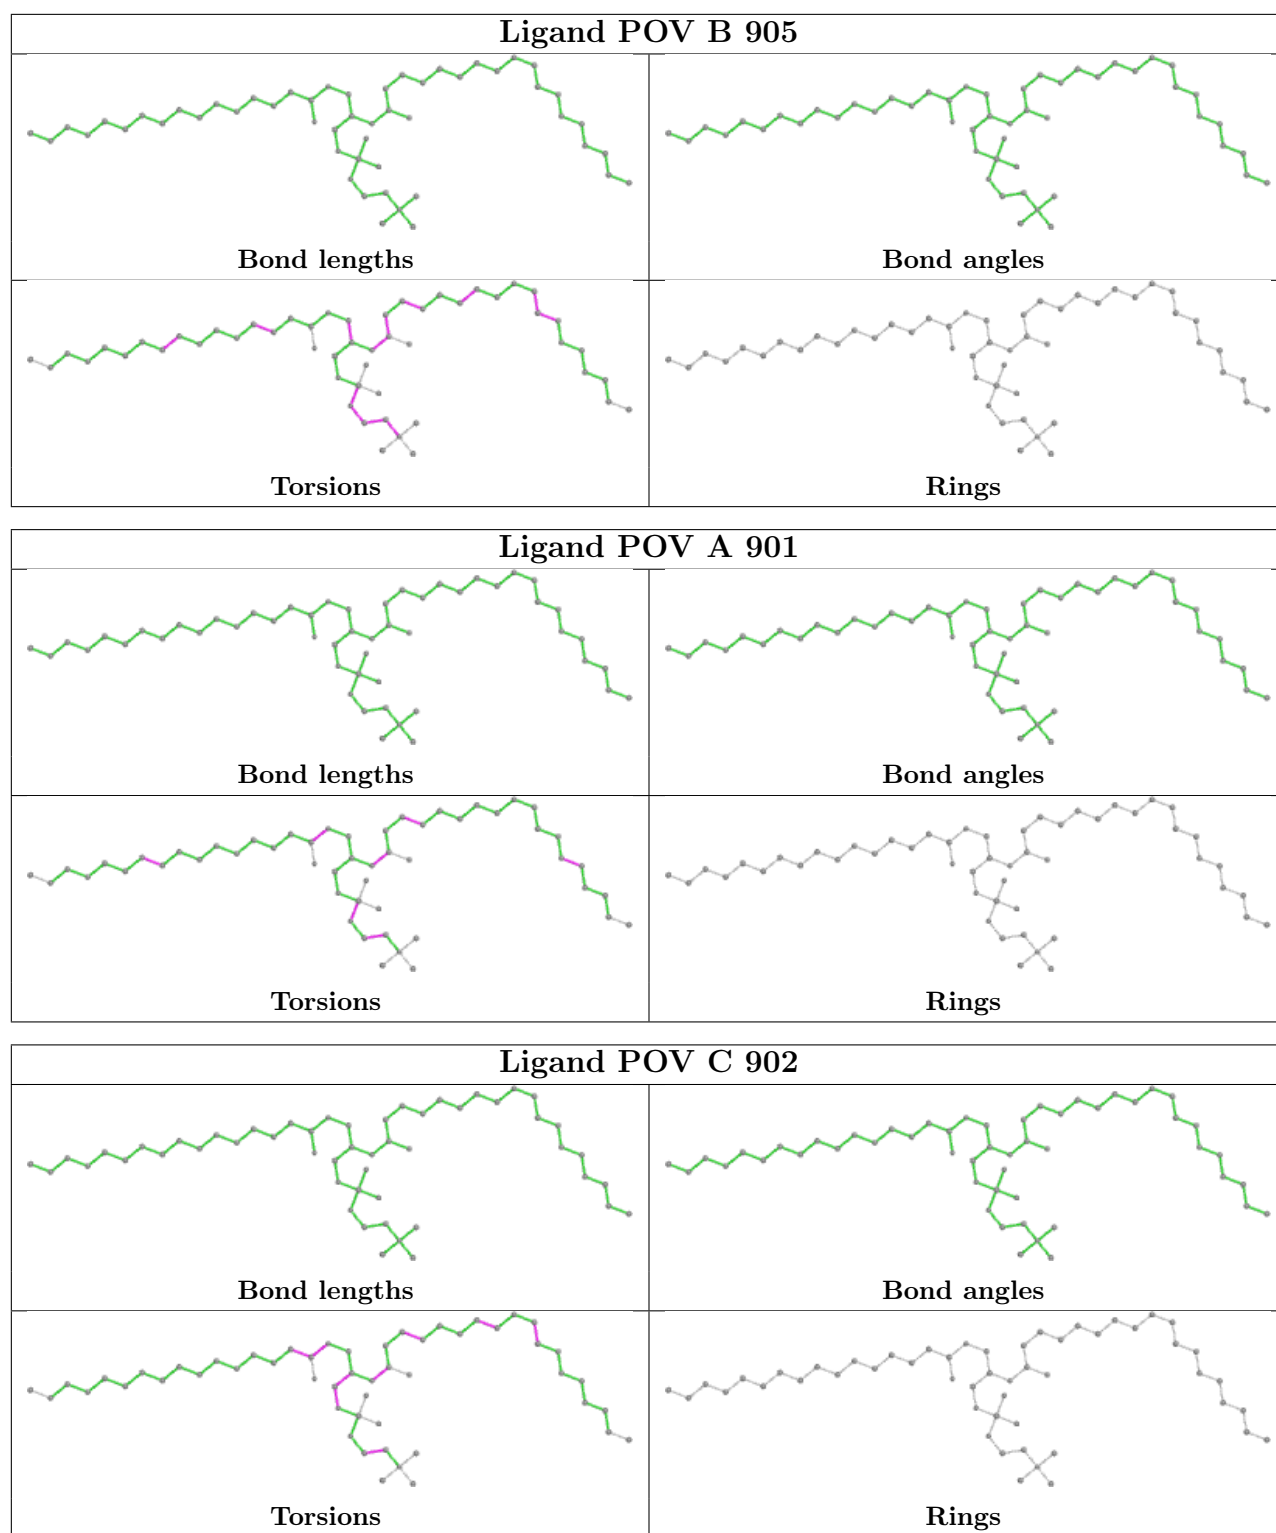 Ligand POV B 905
Bond lengths
Bond angles
Torsions
Rings
Ligand POV A 901
Bond lengths
Bond angles
Torsions
Rings
Ligand POV C 902
Bond lengths
Bond angles
Torsions
Rings